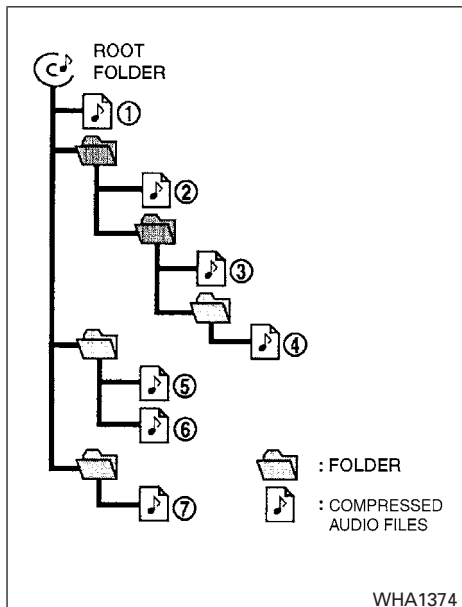 ROOT
FOLDER
①
②
③
④
⑤
⑥
⑦
: FOLDER
: COMPRESSED
AUDIO FILES
WHA1374